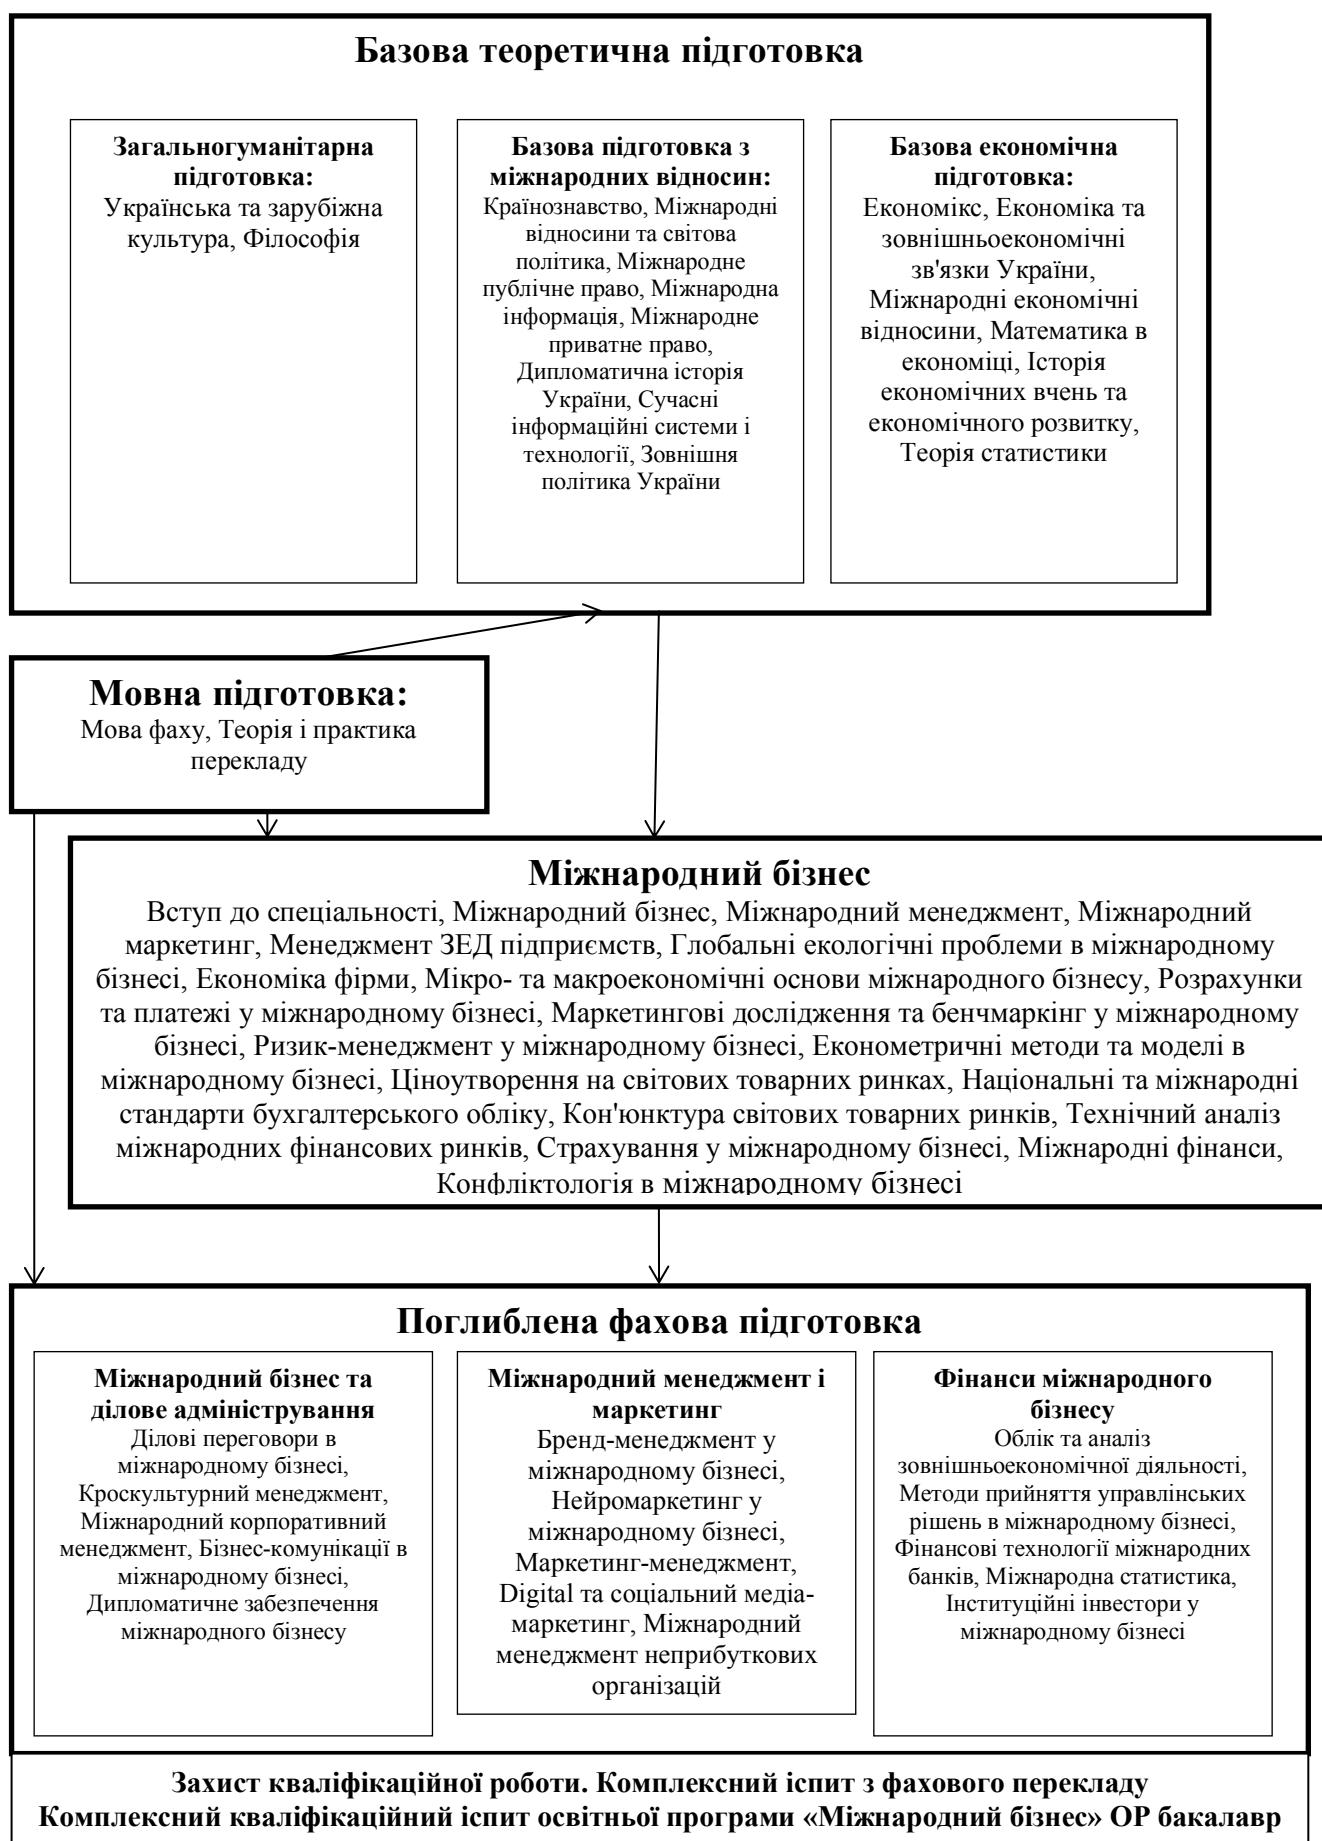 Базова теоретична підготовка
Загальногуманітарна
підготовка:
Українська та зарубіжна
культура, Філософія
Базова підготовка з
міжнародних відносин:
Країнознавство, Міжнародні
відносини та світова
політика, Міжнародне
публічне право, Міжнародна
інформація, Міжнародне
приватне право,
Дипломатична історія
України, Сучасні
інформаційні системи і
технології, Зовнішня
політика України
Базова економічна
підготовка:
Економікс, Економіка та
зовнішньоекономічні
зв'язки України,
Міжнародні економічні
відносини, Математика в
економіці, Історія
економічних вчень та
економічного розвитку,
Теорія статистики
Мовна підготовка:
Мова фаху, Теорія і практика
перекладу
Міжнародний бізнес
Вступ до спеціальності, Міжнародний бізнес, Міжнародний менеджмент, Міжнародний
маркетинг, Менеджмент ЗЕД підприємств, Глобальні екологічні проблеми в міжнародному
бізнесі, Економіка фірми, Мікро- та макроекономічні основи міжнародного бізнесу, Розрахунки
та платежі у міжнародному бізнесі, Маркетингові дослідження та бенчмаркінг у міжнародному
бізнесі, Ризик-менеджмент у міжнародному бізнесі, Економетричні методи та моделі в
міжнародному бізнесі, Ціноутворення на світових товарних ринках, Національні та міжнародні
стандарти бухгалтерського обліку, Кон'юнктура світових товарних ринків, Технічний аналіз
міжнародних фінансових ринків, Страхування у міжнародному бізнесі, Міжнародні фінанси,
Конфліктологія в міжнародному бізнесі
Поглиблена фахова підготовка
Міжнародний бізнес та
ділове адміністрування
Ділові переговори в
міжнародному бізнесі,
Кроскультурний менеджмент,
Міжнародний корпоративний
менеджмент, Бізнес-комунікації в
міжнародному бізнесі,
Дипломатичне забезпечення
міжнародного бізнесу
Міжнародний менеджмент і
маркетинг
Бренд-менеджмент у
міжнародному бізнесі,
Нейромаркетинг у
міжнародному бізнесі,
Маркетинг-менеджмент,
Digital та соціальний медіа-
маркетинг, Міжнародний
менеджмент неприбуткових
організацій
Фінанси міжнародного
бізнесу
Облік та аналіз
зовнішньоекономічної діяльності,
Методи прийняття управлінських
рішень в міжнародному бізнесі,
Фінансові технології міжнародних
банків, Міжнародна статистика,
Інституційні інвестори у
міжнародному бізнесі
Захист кваліфікаційної роботи. Комплексний іспит з фахового перекладу
Комплексний кваліфікаційний іспит освітньої програми «Міжнародний бізнес» ОР бакалавр